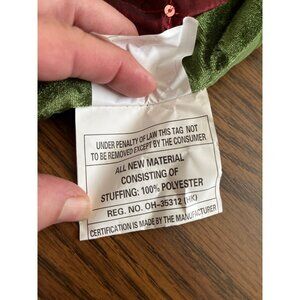 UNDER PENALTY OF LAW THIS TAG NOT
TO BE REMOVED EXCEPT BY THE CONSUMER
ALL NEW MATERIAL
CONSISTING OF
STUFFING: 100% POLYESTER
REG. NO. OH-35312 (HK)
CERTIFICATION IS MADE BY THE MANUFACTURER